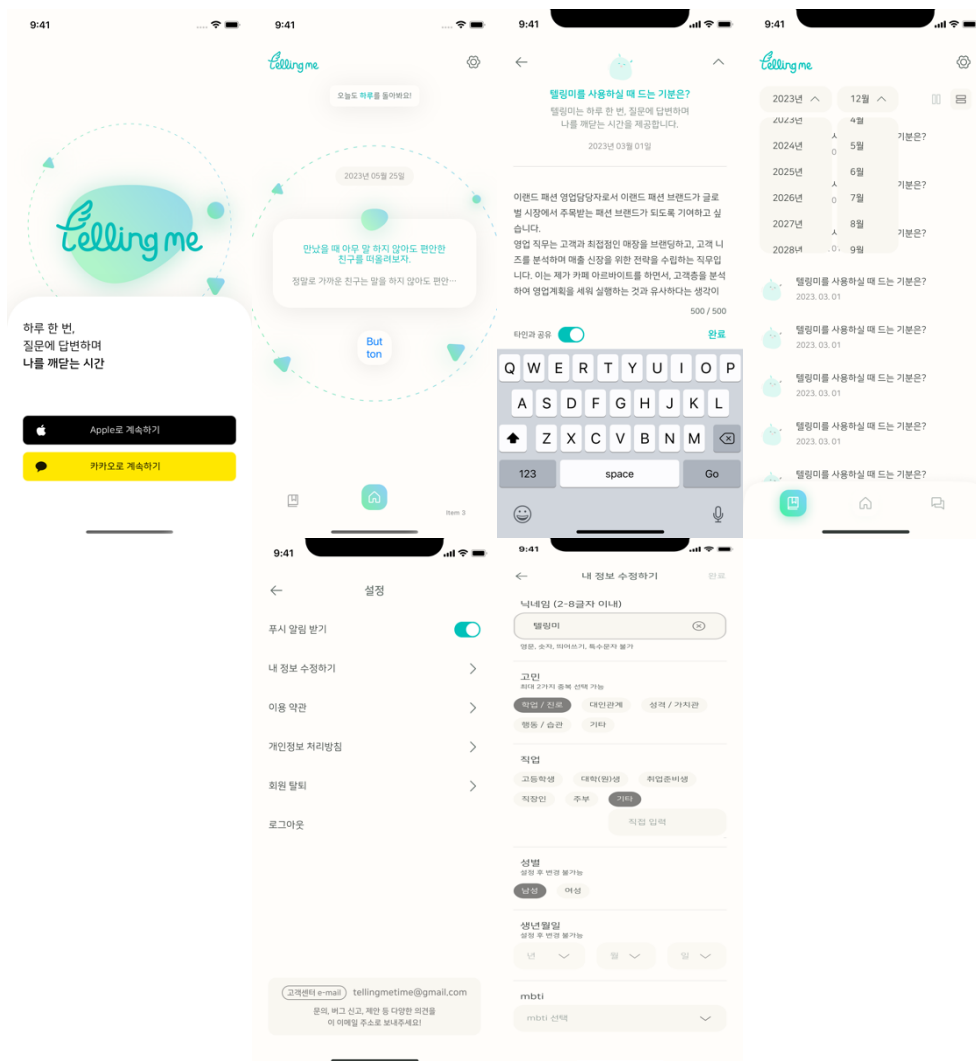 9:41
Telling me
하루 한 번,
질문에 답변하며
나를 깨닫는 시간
Apple로 계속하기
카카오로 계속하기
9:41
Telling me
오늘도 하루를 돌아봐요!
2023년 05월 25일
만났을 때 아무 말 하지 않아도 편안한
친구를 떠올려보자.
정말로 가까운 친구는 말을 하지 않아도 편안…
But
ton
Item 3
9:41
텔링미를 사용하실 때 드는 기분은?
텔링미는 하루 한 번, 질문에 답변하며
나를 깨닫는 시간을 제공합니다.
2023년 03월 01일
이랜드 패션 영업담당자로서 이랜드 패션 브랜드가 글로
벌 시장에서 주목받는 패션 브랜드가 되도록 기여하고 싶
습니다.
영업 직무는 고객과 최접점인 매장을 브랜딩하고, 고객 니
즈를 분석하며 매출 신장을 위한 전략을 수립하는 직무입
니다. 이는 제가 카페 아르바이트를 하면서, 고객층을 분석
하여 영업계획을 세워 실행하는 것과 유사하다는 생각이
500 / 500
타인과 공유
완료
Q W E R T Y U I O P
A S D F G H J K L
Z X C V B N M
123 space Go
9:41
Telling me
2023년 12월
2023년 4월
2024년 5월
2025년 6월
2026년 7월
2027년 8월
2028년 9월
기분은?
기분은?
기분은?
텔링미를 사용하실 때 드는 기분은?
2023. 03. 01
텔링미를 사용하실 때 드는 기분은?
2023. 03. 01
텔링미를 사용하실 때 드는 기분은?
2023. 03. 01
텔링미를 사용하실 때 드는 기분은?
2023. 03. 01
텔링미를 사용하실 때 드는 기분은?
9:41
설정
푸시 알림 받기
내 정보 수정하기
이용 약관
개인정보 처리방침
회원 탈퇴
로그아웃
고객센터 e-mail tellingmetime@gmail.com
문의, 버그 신고, 제안 등 다양한 의견을
이 이메일 주소로 보내주세요!
9:41
내 정보 수정하기
완료
닉네임 (2-8글자 이내)
텔링미
영문, 숫자, 띄어쓰기, 특수문자 불가
고민
최대 2가지 중복 선택 가능
학업 / 진로 대인관계 성격 / 가치관
행동 / 습관 기타
직업
고등학생 대학(원)생 취업준비생
직장인 주부 기타
직접 입력
성별
설정 후 변경 불가능
남성 여성
생년월일
설정 후 변경 불가능
년 월 일
mbti
mbti 선택